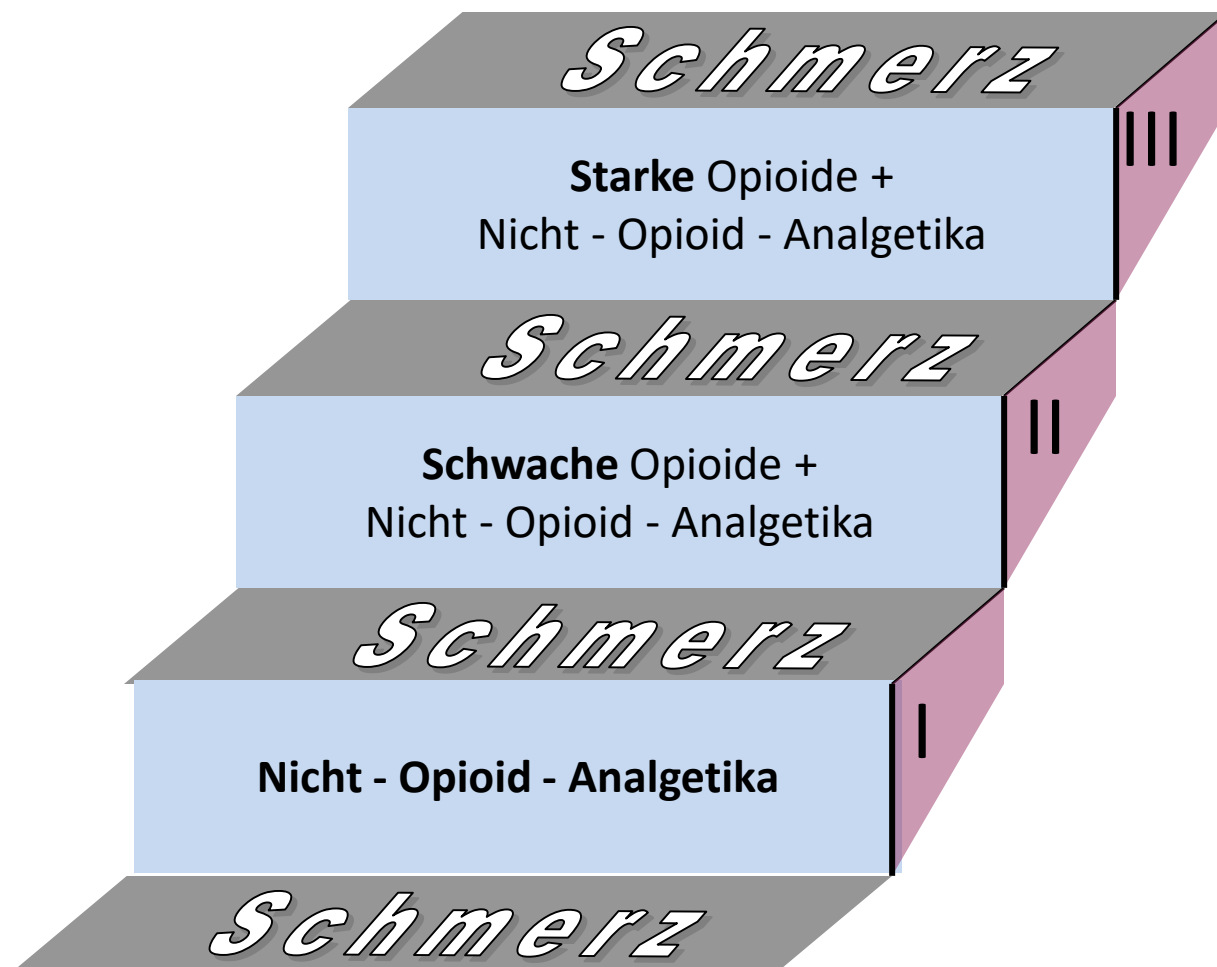 Schmerz
III
Starke Opioide +
Nicht - Opioid - Analgetika
Schmerz
II
Schwache Opioide +
Nicht - Opioid - Analgetika
Schmerz
I
Nicht - Opioid - Analgetika
Schmerz